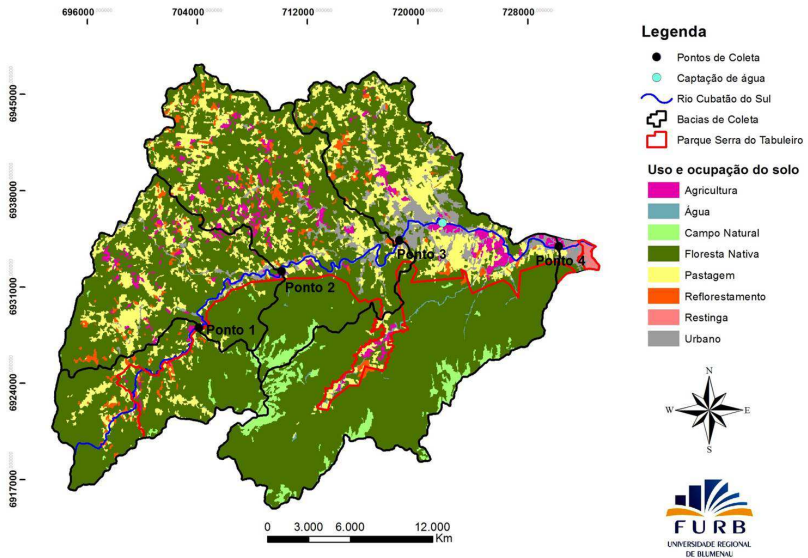 696000 704000 712000 720000 728000
6945000
6938000
6931000
6924000
6917000
Ponto 1
Ponto 2
Ponto 3
Ponto 4
0 3.000 6.000 12.000
Km
Legenda
Pontos de Coleta
Captação de água
Rio Cubatão do Sul
Bacias de Coleta
Parque Serra do Tabuleiro
Uso e ocupação do solo
Agricultura
Água
Campo Natural
Floresta Nativa
Pastagem
Reflorestamento
Restinga
Urbano
N
W E
S
FURB
UNIVERSIDADE REGIONAL
DE BLUMENAU